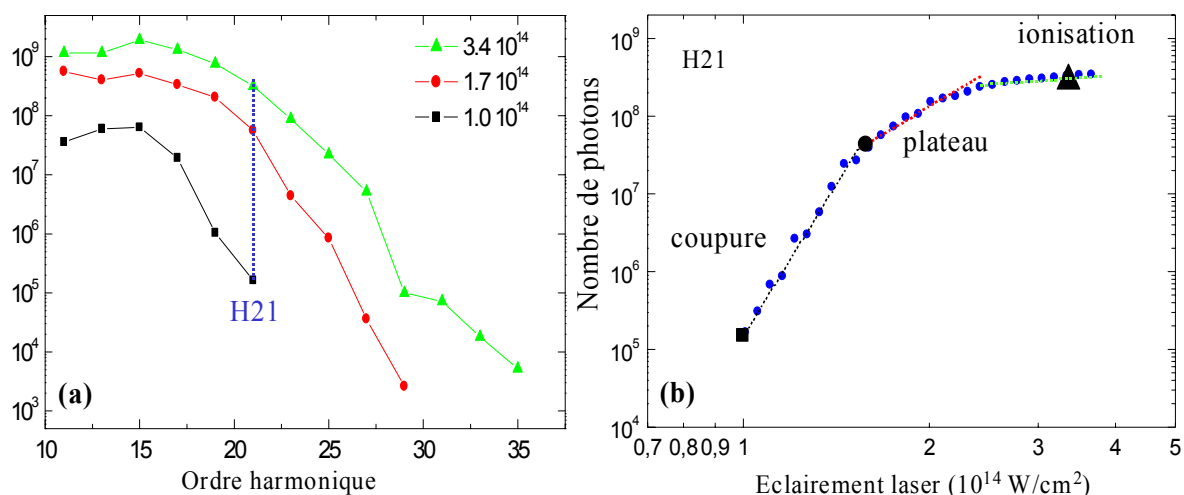 10⁹
10⁸
10⁷
10⁶
10⁵
10⁴
10³
3.4 10¹⁴
1.7 10¹⁴
1.0 10¹⁴
H21
(a)
10 15 20 25 30 35
Ordre harmonique
Nombre de photons
10⁹
10⁸
10⁷
10⁶
10⁵
10⁴
H21
ionisation
plateau
coupure
(b)
0,7 0,8 0,9 1 2 3 4 5
Eclairement laser (10¹⁴ W/cm²)